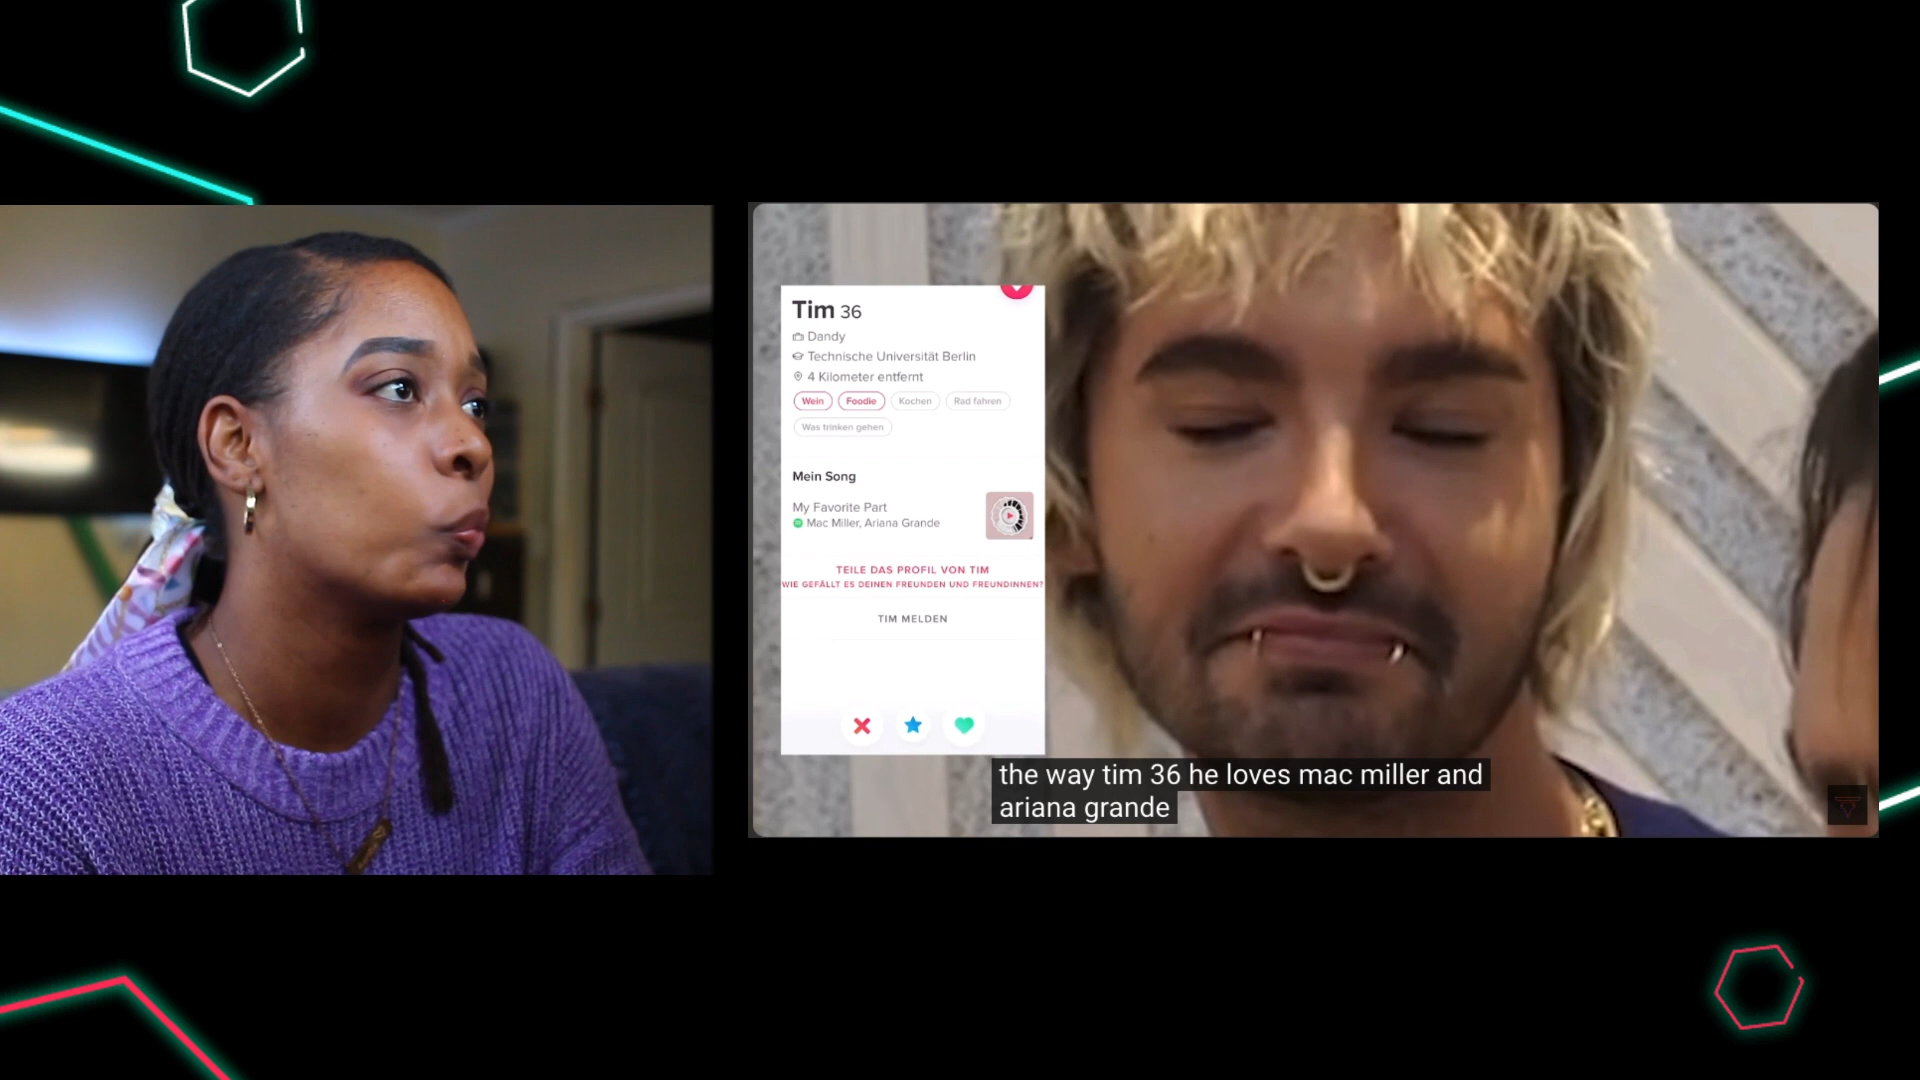 Tim 36
Dandy
Technische Universität Berlin
4 Kilometer entfernt
Wein Foodie Kochen Rad fahren
Was trinken gehen
Mein Song
My Favorite Part
Mac Miller, Ariana Grande
TEILE DAS PROFIL VON TIM
WIE GEFÄLLT ES DEINEN FREUNDEN UND FREUNDINNEN?
TIM MELDEN
the way tim 36 he loves mac miller and
ariana grande